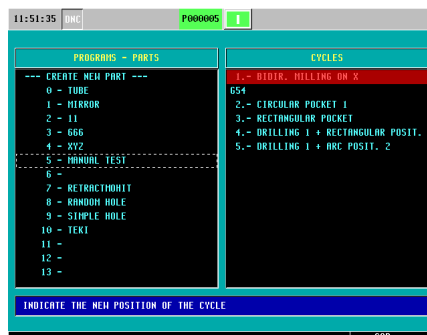 11:51:35 DNC P000005
PROGRAMS - PARTS
--- CREATE NEW PART ---
0 - TUBE
1 - MIRROR
2 - 11
3 - 666
4 - XYZ
5 - MANUAL TEST
6 -
7 - RETRACTMOHIT
8 - RANDOM HOLE
9 - SIMPLE HOLE
10 - TEKI
11 -
12 -
13 -
CYCLES
1.- BIDIR. MILLING ON X
G54
2.- CIRCULAR POCKET 1
3.- RECTANGULAR POCKET
4.- DRILLING 1 + RECTANGULAR POSIT.
5.- DRILLING 1 + ARC POSIT. 2
INDICATE THE NEW POSITION OF THE CYCLE